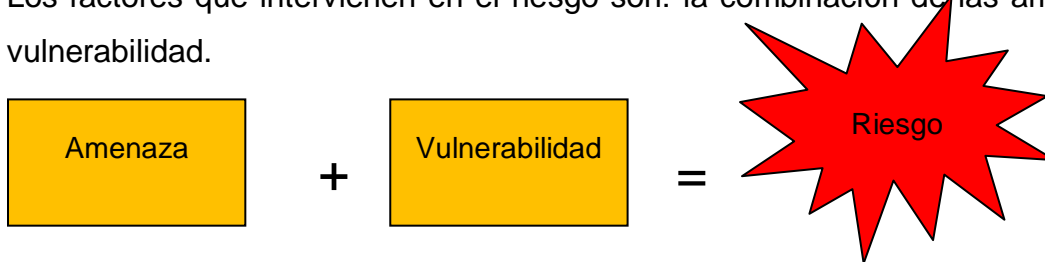 Los factores que intervienen en el riesgo son: la combinación de las
vulnerabilidad.
Amenaza + Vulnerabilidad = Riesgo